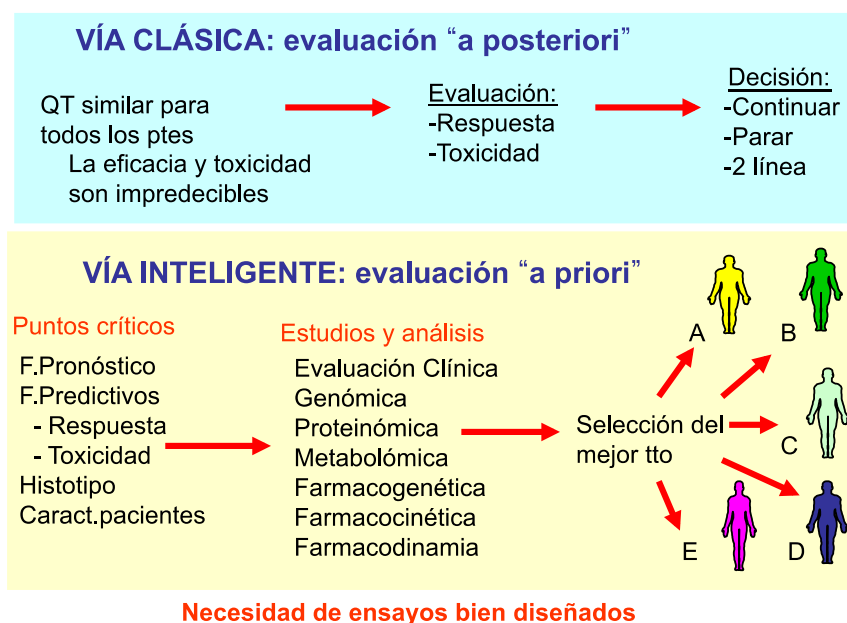 VÍA CLÁSICA: evaluación “a posteriori”
QT similar para
todos los ptes
La eficacia y toxicidad
son impredecibles
Evaluación:
-Respuesta
-Toxicidad
Decisión:
-Continuar
-Parar
-2 línea
VÍA INTELIGENTE: evaluación “a priori”
Puntos críticos
F.Pronóstico
F.Predictivos
- Respuesta
- Toxicidad
Histotipo
Caract.pacientes
Estudios y análisis
Evaluación Clínica
Genómica
Proteinómica
Metabolómica
Farmacogenética
Farmacocinética
Farmacodinamia
Selección del
mejor tto
A
B
C
D
E
Necesidad de ensayos bien diseñados